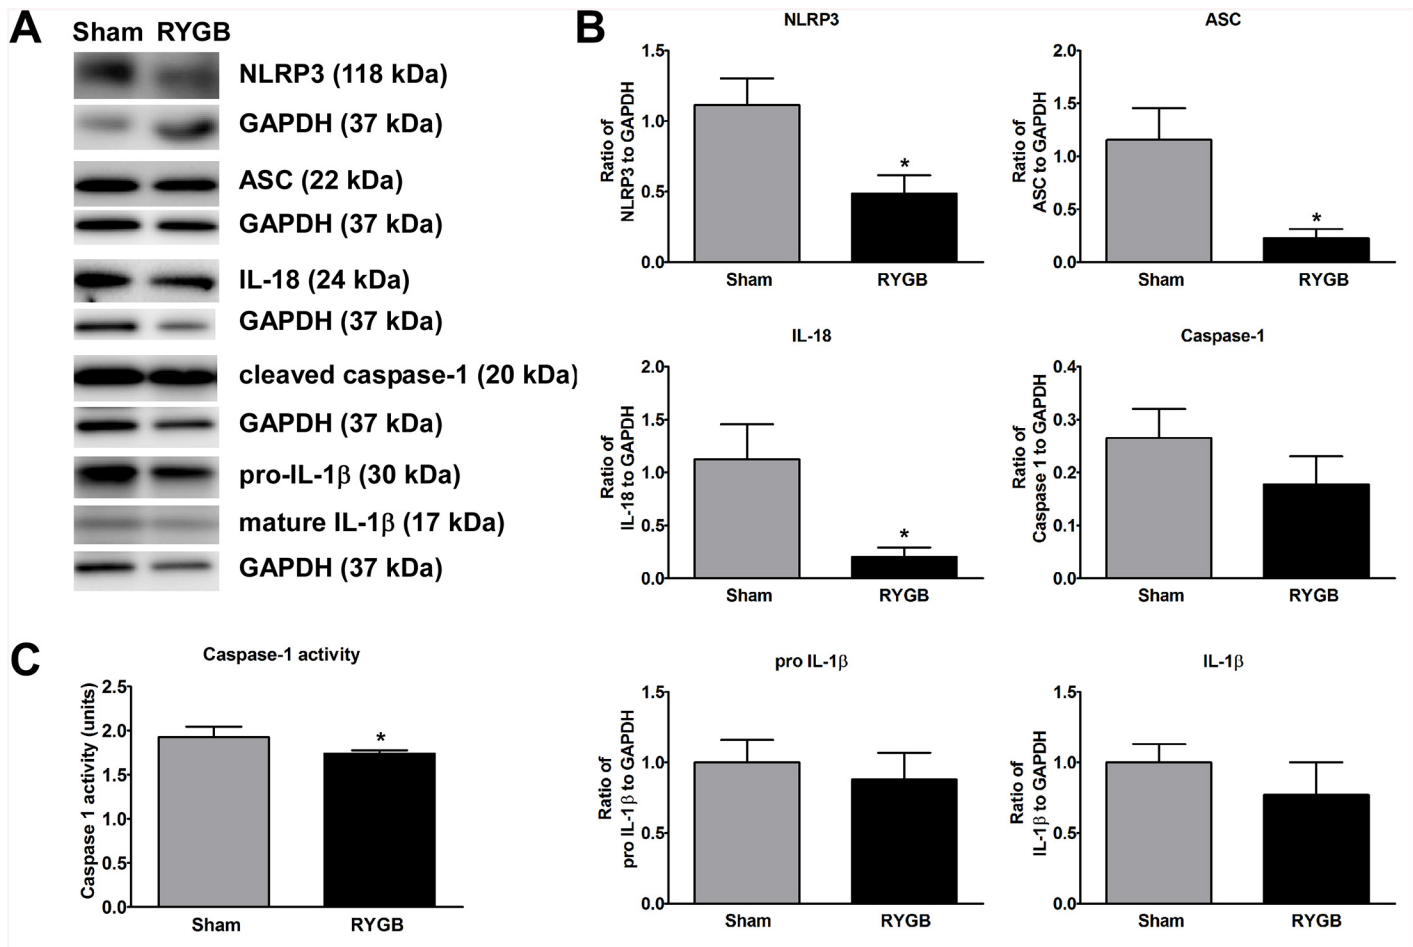 A
Sham RYGB
NLRP3 (118 kDa)
GAPDH (37 kDa)
ASC (22 kDa)
GAPDH (37 kDa)
IL-18 (24 kDa)
GAPDH (37 kDa)
cleaved caspase-1 (20 kDa)
GAPDH (37 kDa)
pro-IL-1β (30 kDa)
mature IL-1β (17 kDa)
GAPDH (37 kDa)
B
NLRP3
Ratio of
NLRP3 to GAPDH
1.5
1.0
0.5
0.0
*
Sham RYGB
ASC
Ratio of
ASC to GAPDH
2.0
1.5
1.0
0.5
0.0
*
Sham RYGB
IL-18
Ratio of
IL-18 to GAPDH
2.0
1.5
1.0
0.5
0.0
*
Sham RYGB
Caspase-1
Ratio of
Caspase 1 to GAPDH
0.4
0.3
0.2
0.1
0.0
Sham RYGB
pro IL-1β
Ratio of
pro IL-1β to GAPDH
1.5
1.0
0.5
0.0
Sham RYGB
IL-1β
Ratio of
IL-1β to GAPDH
1.5
1.0
0.5
0.0
Sham RYGB
C
Caspase-1 activity
Caspase 1 activity (units)
2.5
2.0
1.5
1.0
0.5
0.0
*
Sham RYGB